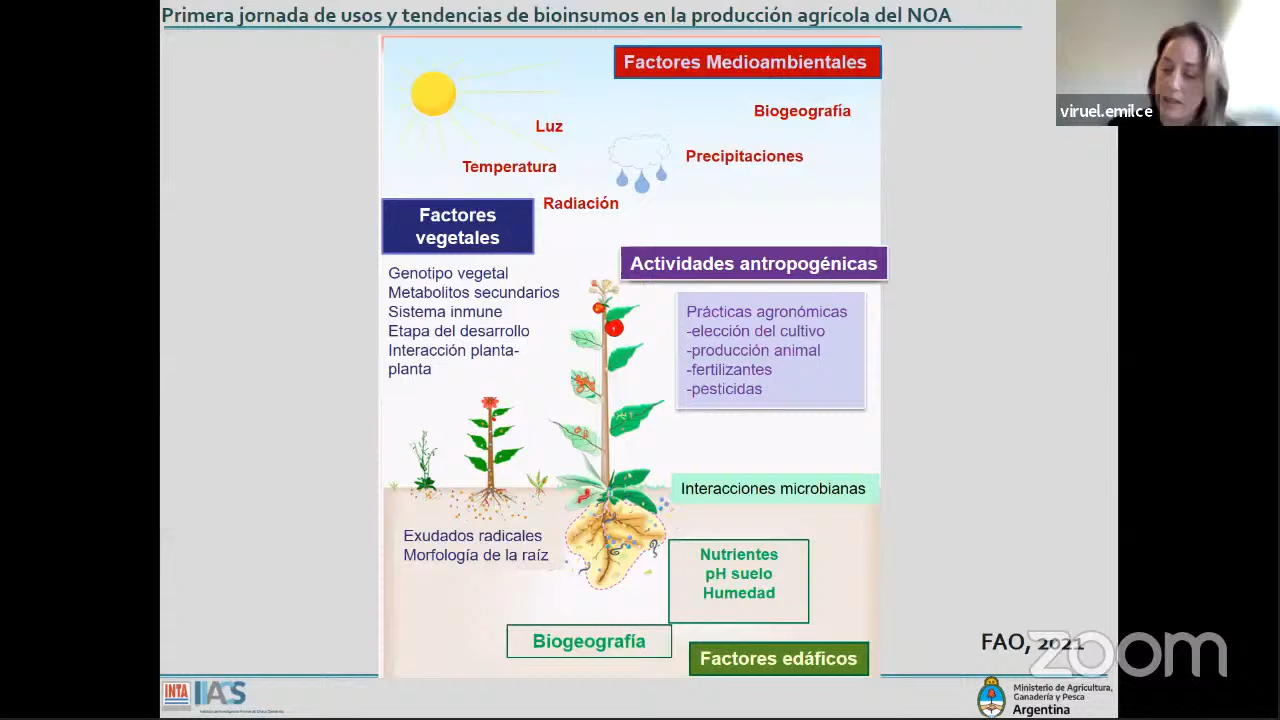 Primera jornada de usos y tendencias de bioinsumos en la producción agrícola del NOA
viruel.emilce
Factores Medioambientales
Biogeografía
Luz
Precipitaciones
Temperatura
Radiación
Factores
vegetales
Genotipo vegetal
Metabolitos secundarios
Sistema inmune
Etapa del desarrollo
Interacción planta-
planta
Actividades antropogénicas
Prácticas agronómicas
-elección del cultivo
-producción animal
-fertilizantes
-pesticidas
Interacciones microbianas
Exudados radicales
Morfología de la raíz
Nutrientes
pH suelo
Humedad
Biogeografía
Factores edáficos
FAO, 2021
zoom
INTA
IIACS
Ministerio de Agricultura,
Ganadería y Pesca
Argentina